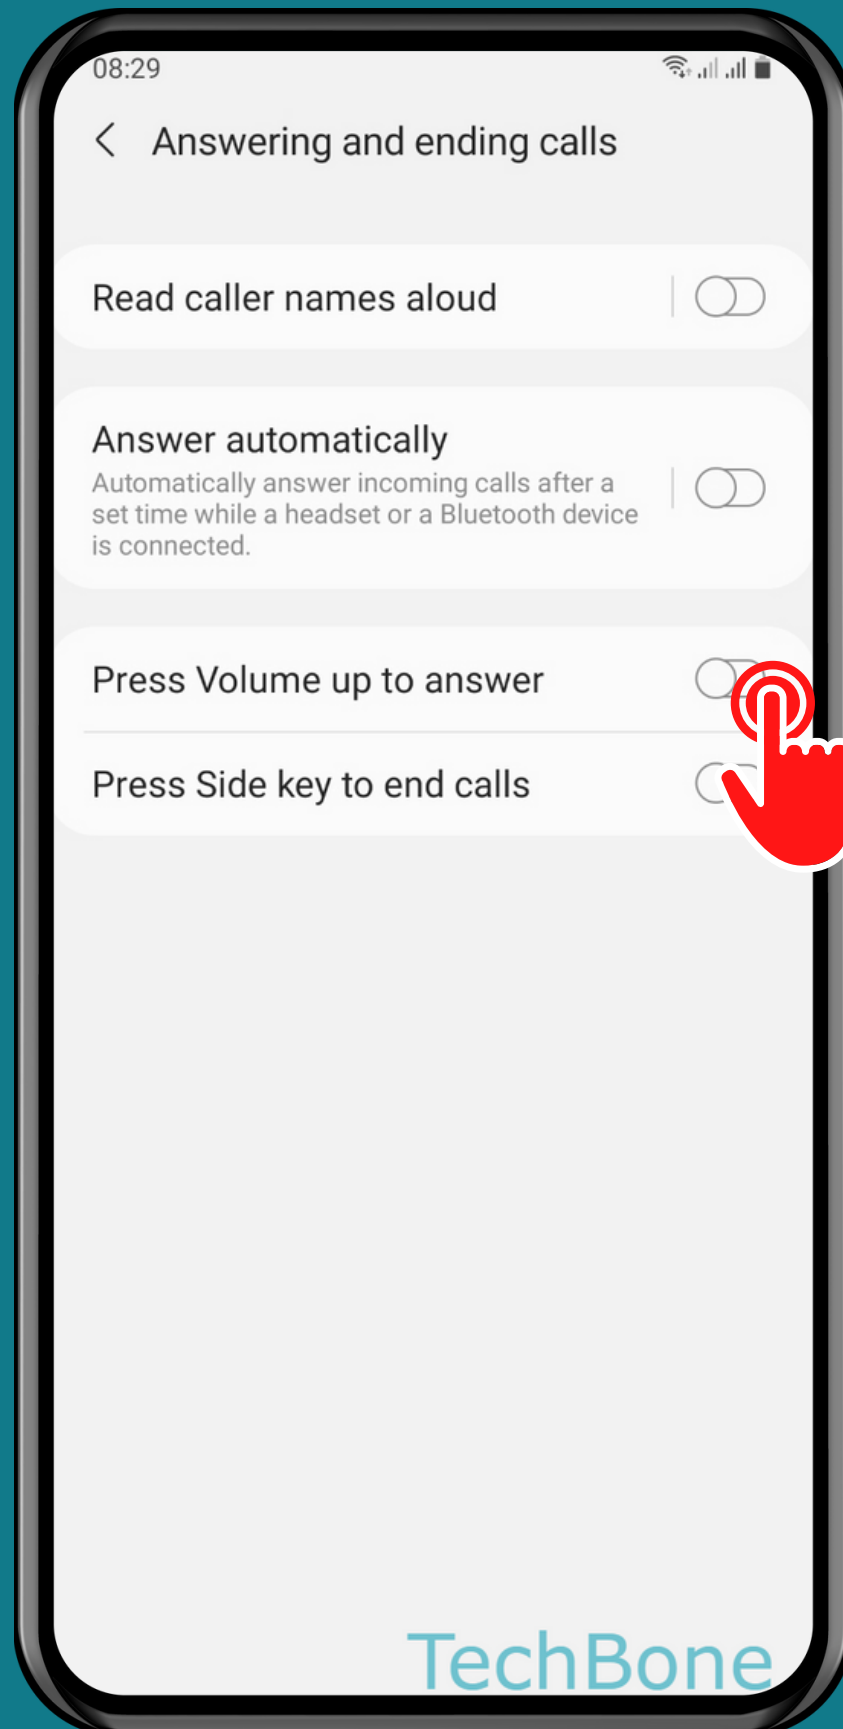 08:29
Answering and ending calls
Read caller names aloud
Answer automatically
Automatically answer incoming calls after a
set time while a headset or a Bluetooth device
is connected.
Press Volume up to answer
Press Side key to end calls
TechBone